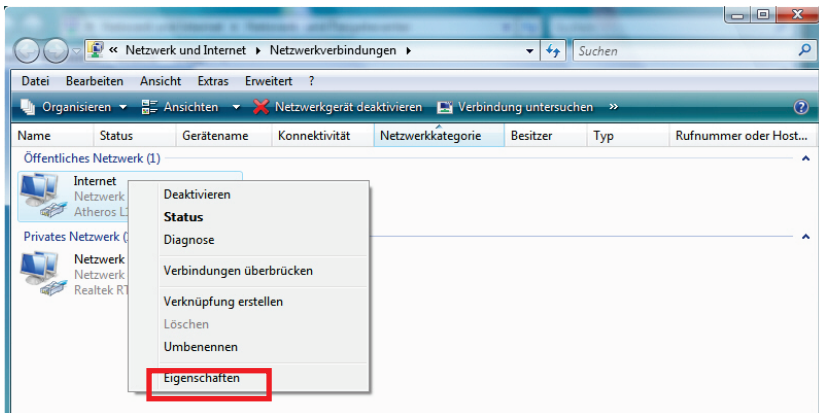 « Netzwerk und Internet Netzwerkverbindungen Suchen
Datei Bearbeiten Ansicht Extras Erweitert ?
Organisieren Ansichten Netzwerkgerät deaktivieren Verbindung untersuchen » ?
Name Status Gerätename Konnektivität Netzwerkkategorie Besitzer Typ Rufnummer oder Host...
Öffentliches Netzwerk (1)
Internet
Netzwerk
Atheros
Deaktivieren
Status
Diagnose
Verbindungen überbrücken
Verknüpfung erstellen
Löschen
Umbenennen
Eigenschaften
Privates Netzwerk
Netzwerk
Netzwerk
Realtek